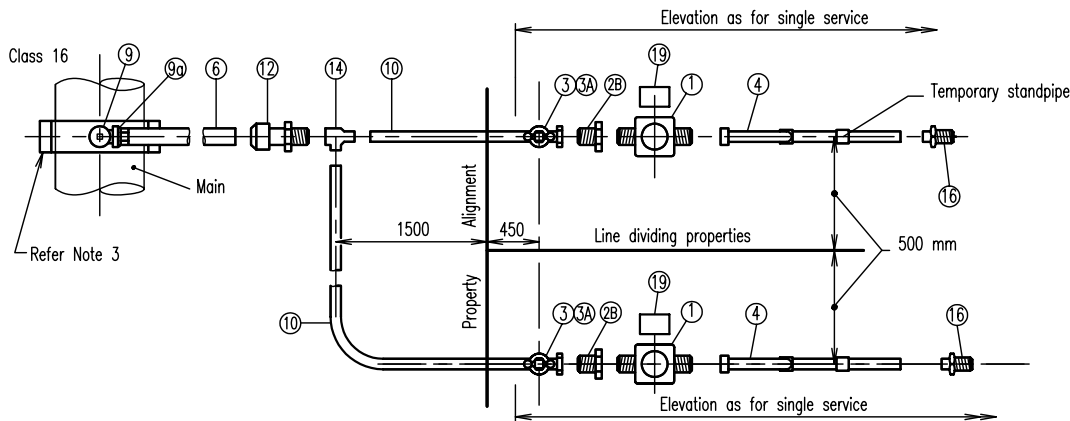 Elevation as for single service
Class 16
9
9a
6
12
14
10
3
3A
2B
19
1
4
Temporary standpipe
16
Main
Alignment
1500
450
Line dividing properties
500 mm
Refer Note 3
Property
10
3
3A
2B
19
1
4
16
Elevation as for single service